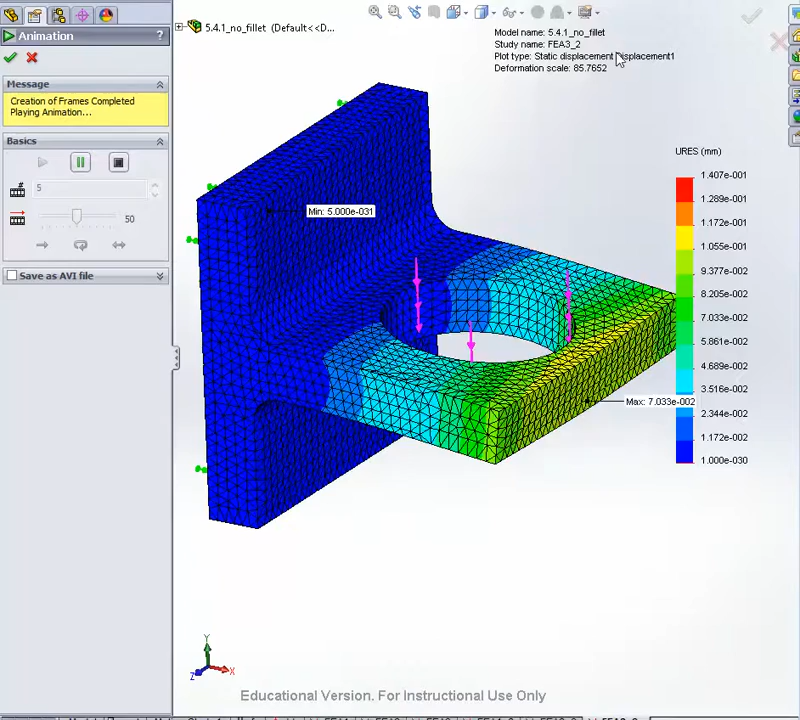 5.4.1_no_fillet (Default<<D...
Animation
?
Message
Creation of Frames Completed
Playing Animation...
Basics
5
50
Save as AVI file
Model name: 5.4.1_no_fillet
Study name: FEA3_2
Plot type: Static displacement Displacement1
Deformation scale: 85.7652
URES (mm)
1.407e-001
1.289e-001
1.172e-001
1.055e-001
9.377e-002
8.205e-002
7.033e-002
5.861e-002
4.689e-002
3.516e-002
2.344e-002
1.172e-002
1.000e-030
Min: 5.000e-031
Max: 7.033e-002
Y
X
Z
Educational Version. For Instructional Use Only